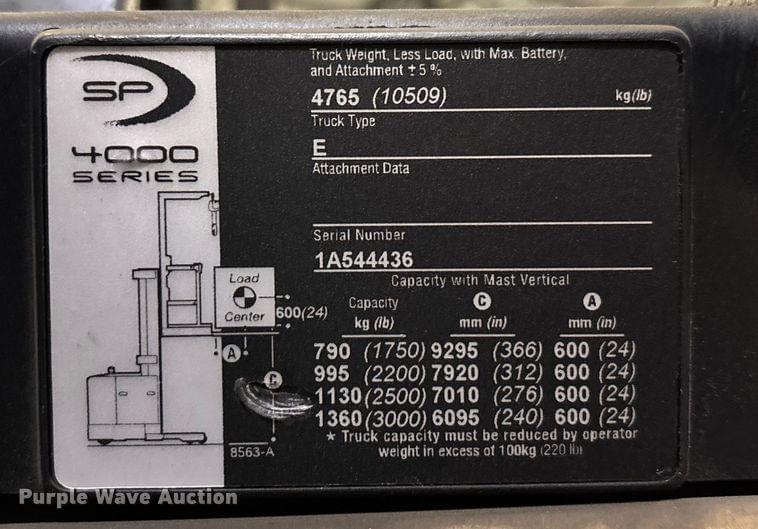 SP
4000
SERIES
Truck Weight, Less Load, with Max. Battery,
and Attachment ±5%
4765 (10509) kg(lb)
Truck Type
E
Attachment Data
Serial Number
1A544436
Capacity with Mast Vertical
Capacity C A
kg (lb) mm (in) mm (in)
790 (1750) 9295 (366) 600 (24)
995 (2200) 7920 (312) 600 (24)
1130 (2500) 7010 (276) 600 (24)
1360 (3000) 6095 (240) 600 (24)
★ Truck capacity must be reduced by operator
weight in excess of 100kg (220 lb)
Load
Center
600(24)
A
C
8563-A
Purple Wave Auction